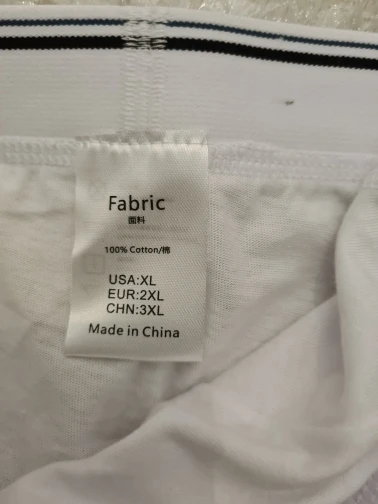 Fabric
面料
100% Cotton/棉
USA:XL
EUR:2XL
CHN:3XL
Made in China